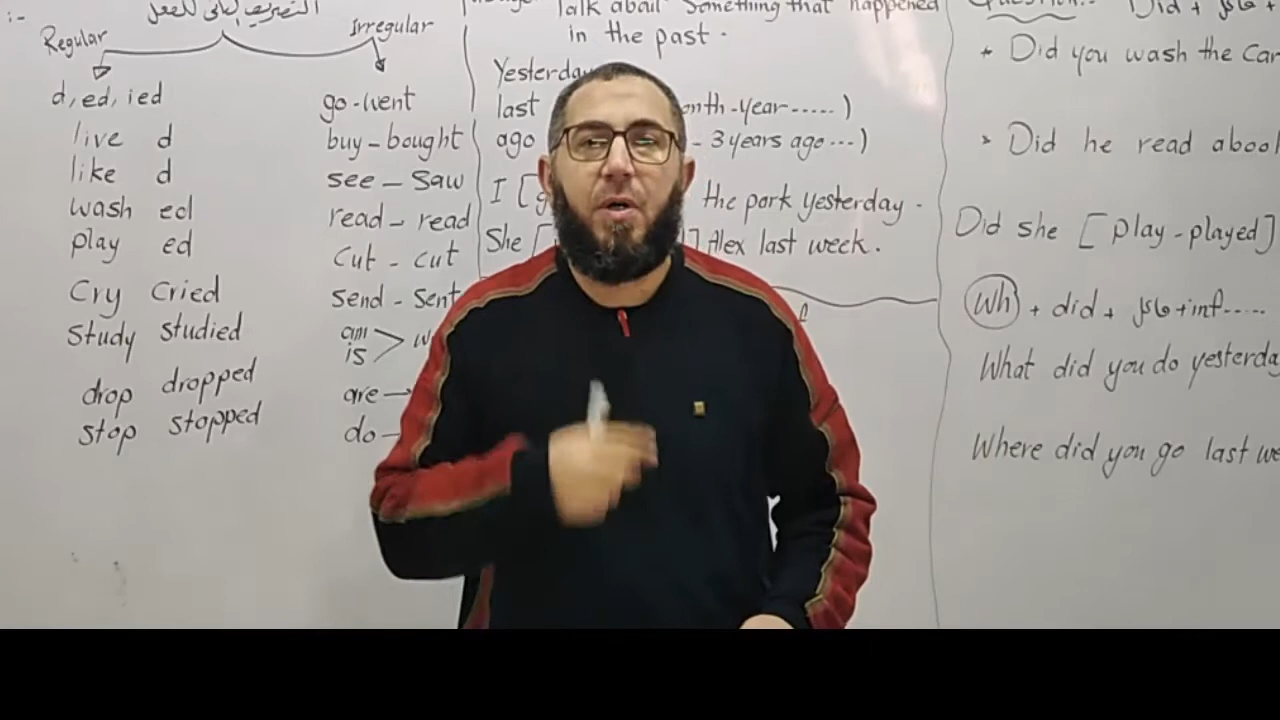 :-
التصريف الثاني للفعل
Regular
Irregular
d, ed, ied
live d
like d
wash ed
play ed
Cry Cried
Study studied
drop dropped
stop stopped
go - went
buy - bought
see - saw
read - read
cut - cut
send - sent
am
is
are
do -
Talk about something that happened
in the past.
Yesterday
last
nth - year ......)
ago
- 3 years ago ...)
I [
the park yesterday.
She [
] Alex last week.
Did + فاعل +
* Did you wash the car
* Did he read a book
Did she [play - played]
Wh + did + فاعل + inf.....
What did you do yesterda
Where did you go last we